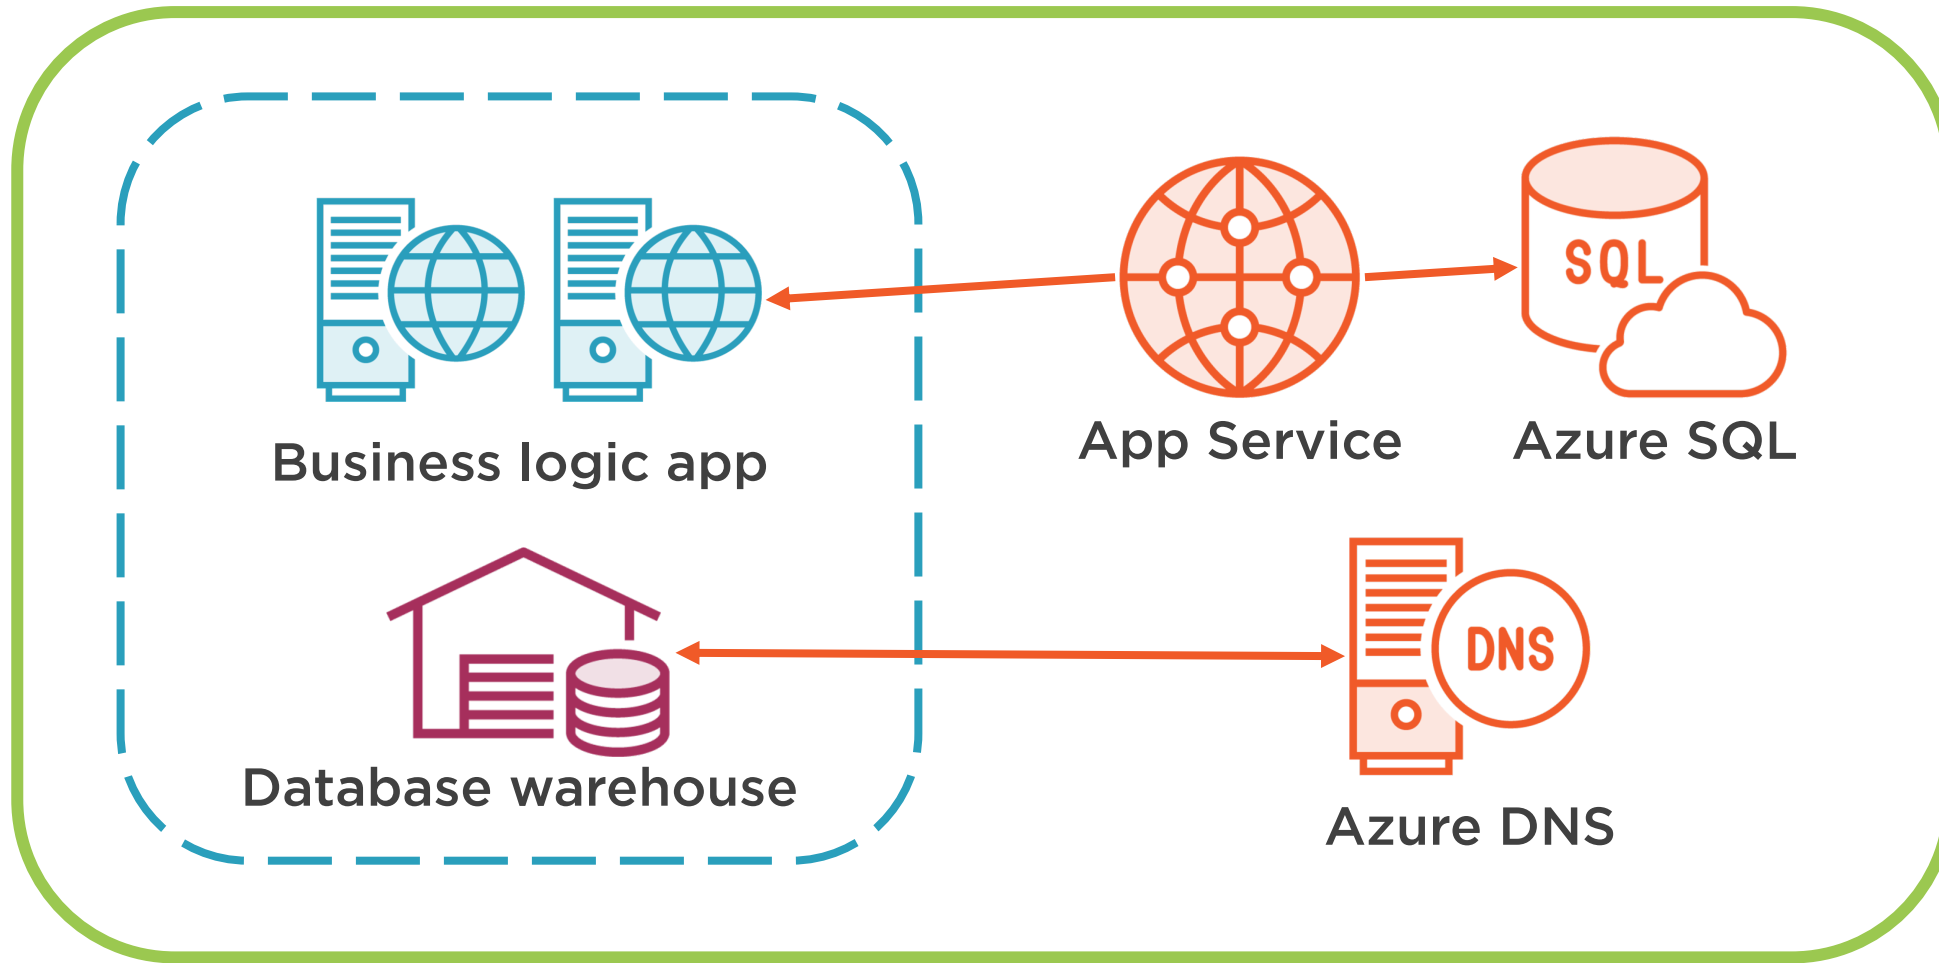 SQL
Business logic app
App Service
Azure SQL
DNS
Database warehouse
Azure DNS